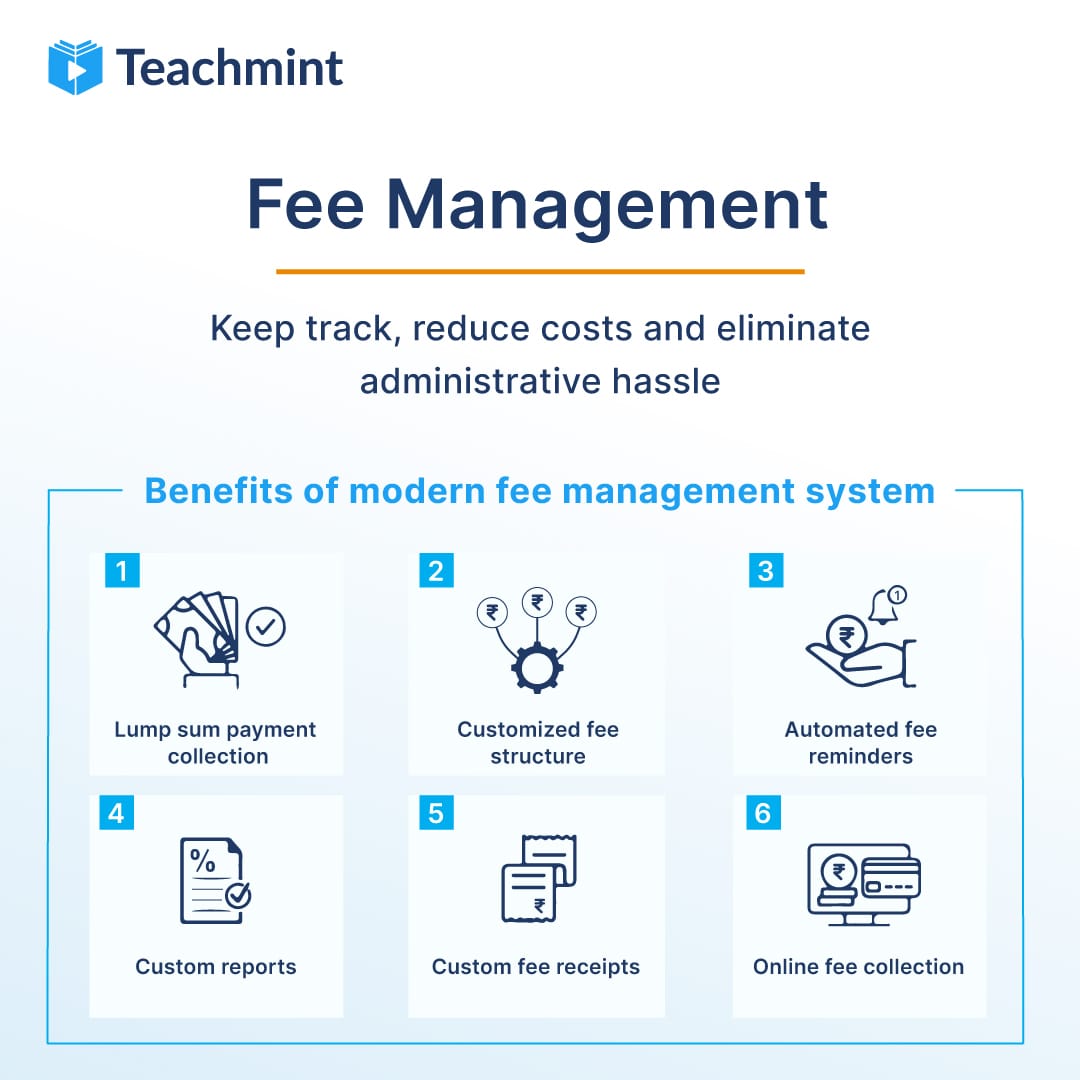 Teachmint
Fee Management
Keep track, reduce costs and eliminate
administrative hassle
Benefits of modern fee management system
1
₹ ₹ ₹
2
Lump sum payment
collection
Customized fee
structure
3
1
₹
Automated fee
reminders
4
%
Custom reports
5
₹
Custom fee receipts
6
₹
Online fee collection